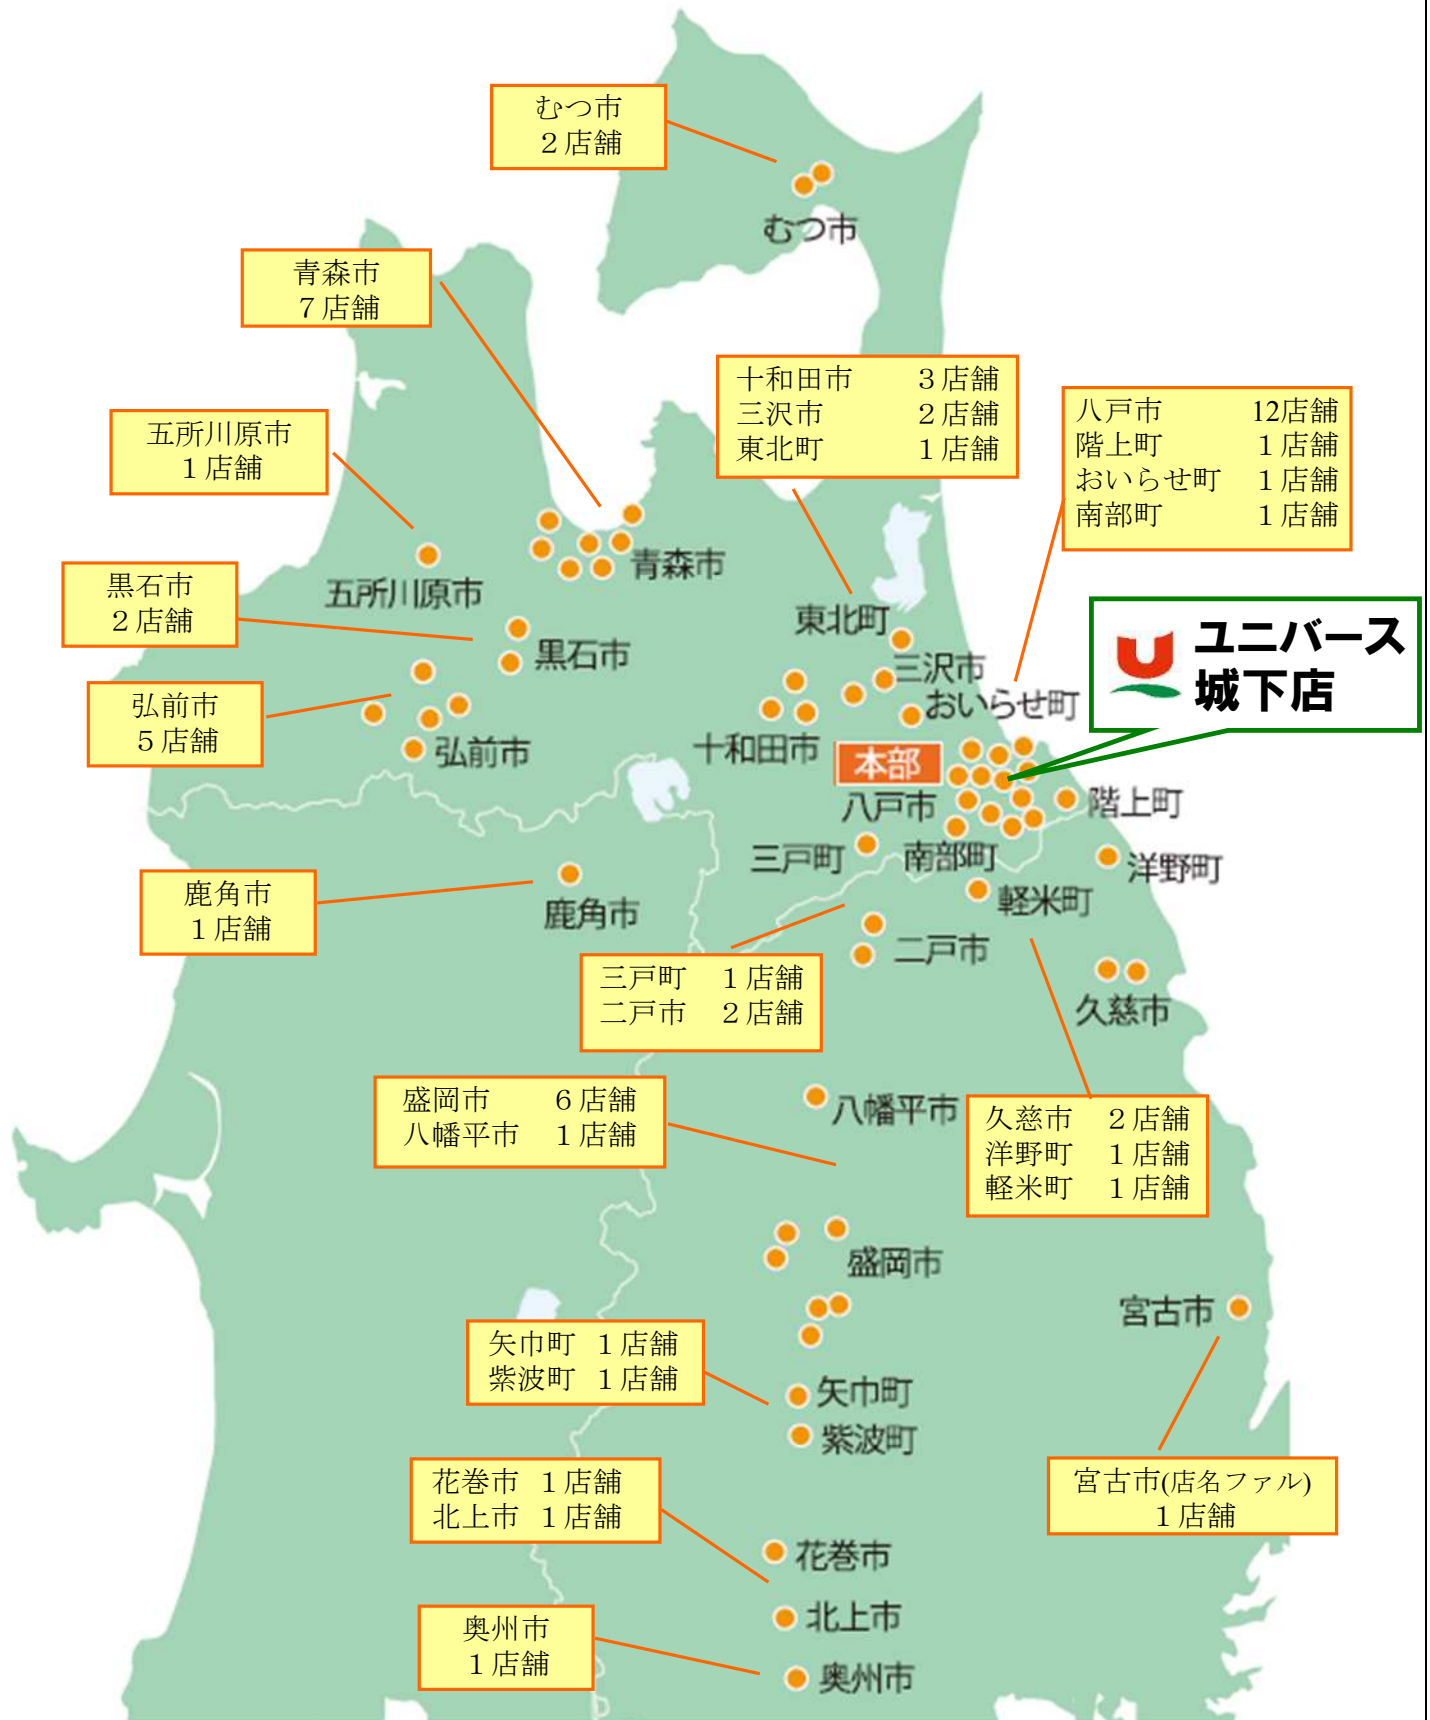 むつ市
２店舗
むつ市
青森市
７店舗
十和田市 ３店舗
三沢市 ２店舗
東北町 １店舗
八戸市 12店舗
階上町 １店舗
おいらせ町 １店舗
南部町 １店舗
五所川原市
１店舗
青森市
五所川原市
黒石市
２店舗
東北町
ユニバース
城下店
黒石市
三沢市
弘前市
５店舗
おいらせ町
弘前市
十和田市
本部
八戸市
階上町
三戸町
南部町
洋野町
鹿角市
１店舗
鹿角市
軽米町
二戸市
三戸町 １店舗
二戸市 ２店舗
久慈市
盛岡市 ６店舗
八幡平市 １店舗
八幡平市
久慈市 ２店舗
洋野町 １店舗
軽米町 １店舗
盛岡市
宮古市
矢巾町 １店舗
紫波町 １店舗
矢巾町
紫波町
花巻市 １店舗
北上市 １店舗
宮古市(店名ファル)
１店舗
花巻市
北上市
奥州市
１店舗
奥州市